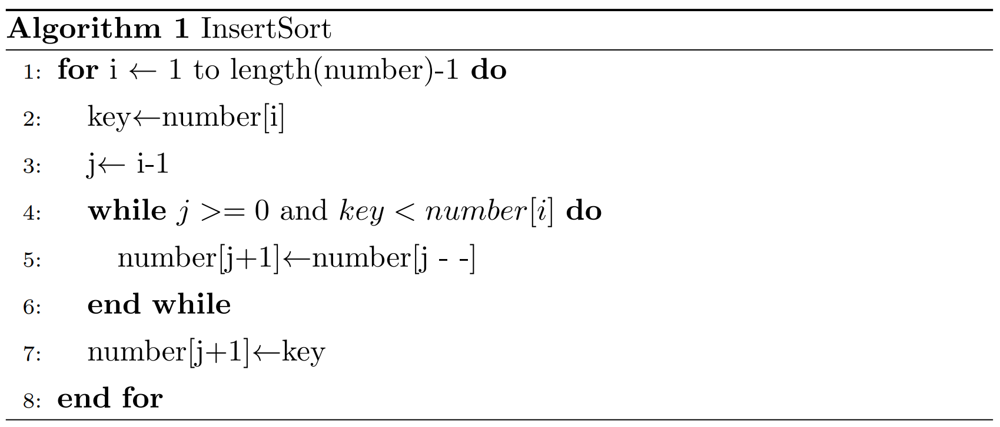 Algorithm 1 InsertSort
1: for i ← 1 to length(number)-1 do
2: key←number[i]
3: j← i-1
4: while j >= 0 and key < number[i] do
5: number[j+1]←number[j - -]
6: end while
7: number[j+1]←key
8: end for